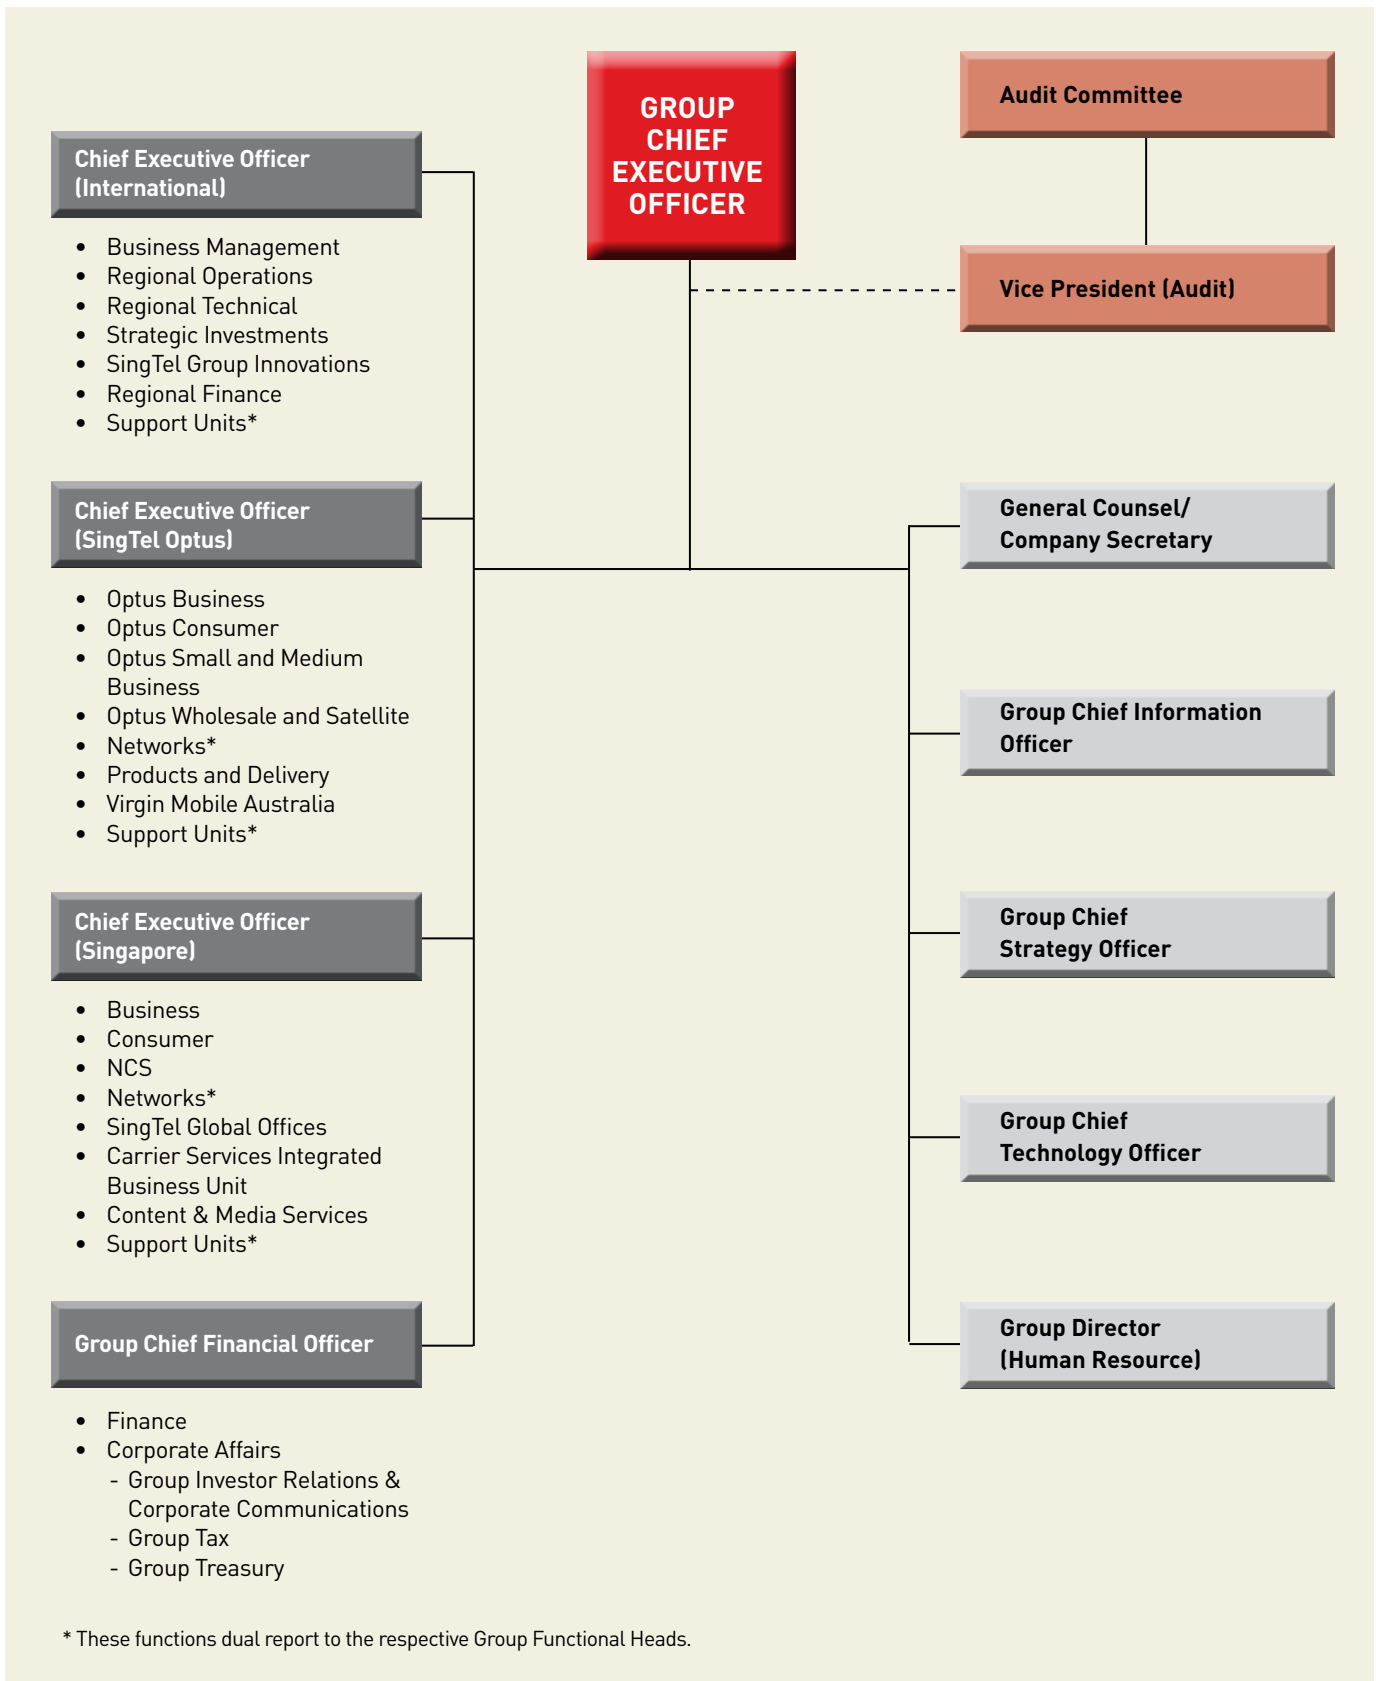 GROUP
CHIEF
EXECUTIVE
OFFICER
Audit Committee
Vice President (Audit)
Chief Executive Officer
(International)
• Business Management
• Regional Operations
• Regional Technical
• Strategic Investments
• SingTel Group Innovations
• Regional Finance
• Support Units*
Chief Executive Officer
(SingTel Optus)
• Optus Business
• Optus Consumer
• Optus Small and Medium
Business
• Optus Wholesale and Satellite
• Networks*
• Products and Delivery
• Virgin Mobile Australia
• Support Units*
Chief Executive Officer
(Singapore)
• Business
• Consumer
• NCS
• Networks*
• SingTel Global Offices
• Carrier Services Integrated
Business Unit
• Content & Media Services
• Support Units*
Group Chief Financial Officer
• Finance
• Corporate Affairs
- Group Investor Relations &
Corporate Communications
- Group Tax
- Group Treasury
General Counsel/
Company Secretary
Group Chief Information
Officer
Group Chief
Strategy Officer
Group Chief
Technology Officer
Group Director
(Human Resource)
* These functions dual report to the respective Group Functional Heads.